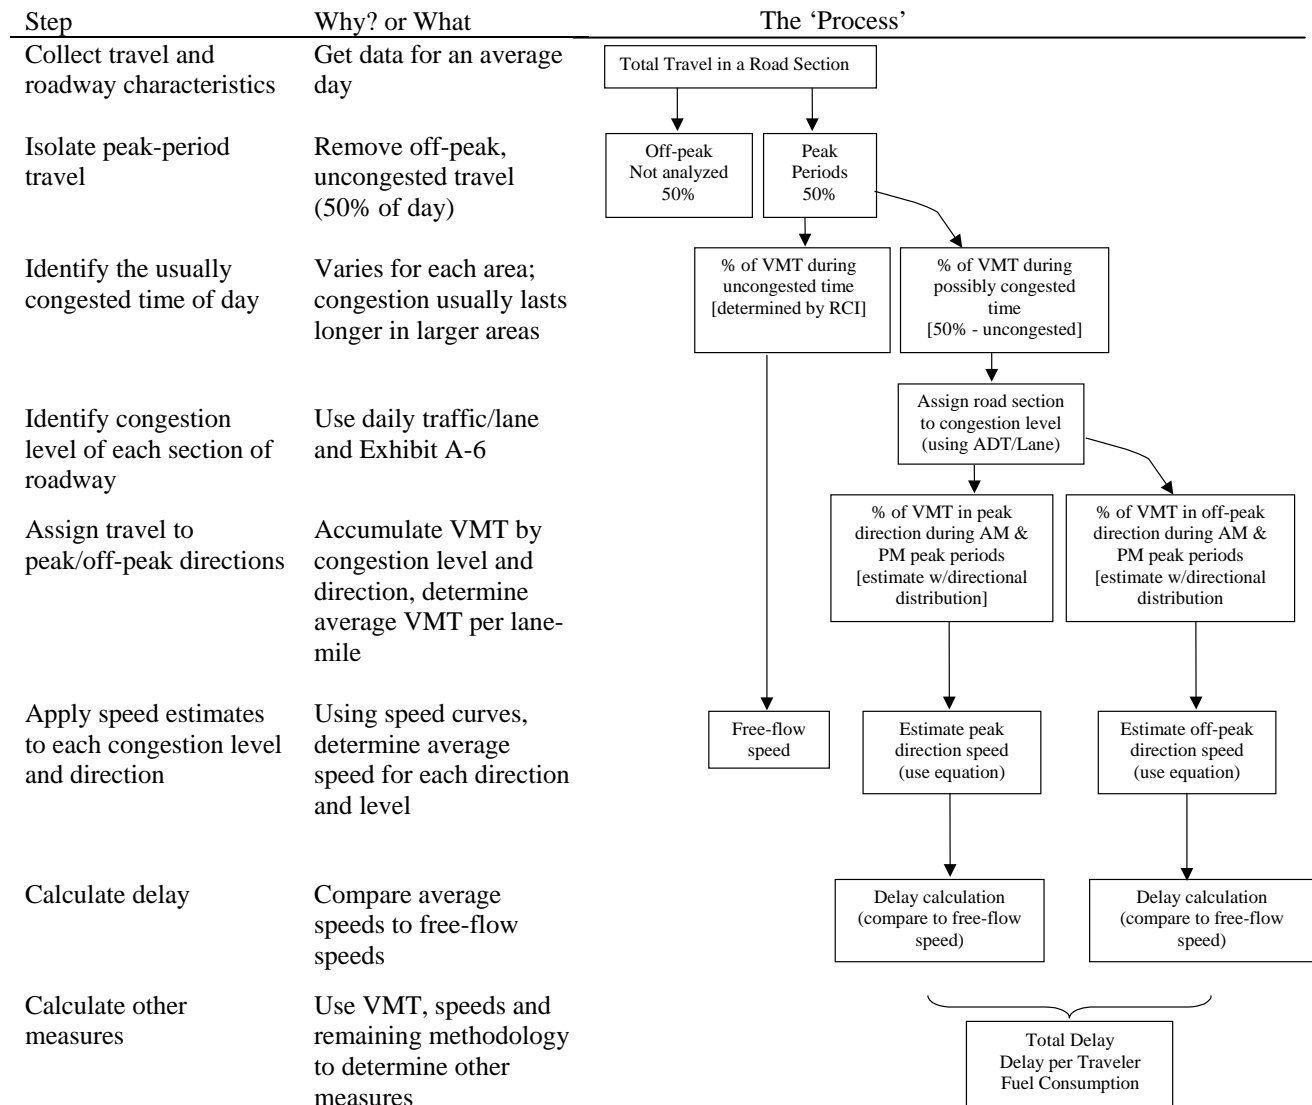 Step
Why? or What
The ‘Process’
Collect travel and
roadway characteristics
Get data for an average
day
Total Travel in a Road Section
Isolate peak-period
travel
Remove off-peak,
uncongested travel
(50% of day)
Off-peak
Not analyzed
50%
Peak
Periods
50%
Identify the usually
congested time of day
Varies for each area;
congestion usually lasts
longer in larger areas
% of VMT during
uncongested time
[determined by RCI]
% of VMT during
possibly congested
time
[50% - uncongested]
Identify congestion
level of each section of
roadway
Use daily traffic/lane
and Exhibit A-6
Assign road section
to congestion level
(using ADT/Lane)
Assign travel to
peak/off-peak directions
Accumulate VMT by
congestion level and
direction, determine
average VMT per lane-
mile
% of VMT in peak
direction during AM &
PM peak periods
[estimate w/directional
distribution]
% of VMT in off-peak
direction during AM &
PM peak periods
[estimate w/directional
distribution
Apply speed estimates
to each congestion level
and direction
Using speed curves,
determine average
speed for each direction
and level
Free-flow
speed
Estimate peak
direction speed
(use equation)
Estimate off-peak
direction speed
(use equation)
Calculate delay
Compare average
speeds to free-flow
speeds
Delay calculation
(compare to free-flow
speed)
Delay calculation
(compare to free-flow
speed)
Calculate other
measures
Use VMT, speeds and
remaining methodology
to determine other
measures
Total Delay
Delay per Traveler
Fuel Consumption